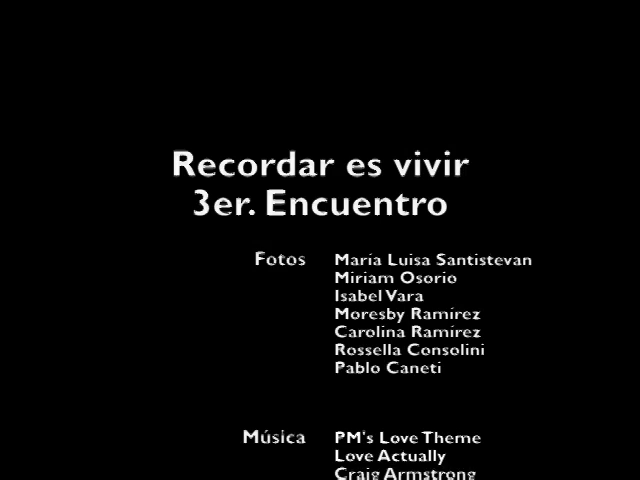 Recordar es vivir
3er. Encuentro
Fotos María Luisa Santistevan
Miriam Osorio
Isabel Vara
Moresby Ramírez
Carolina Ramírez
Rossella Consolini
Pablo Caneti
Música PM's Love Theme
Love Actually
Craig Armstrong